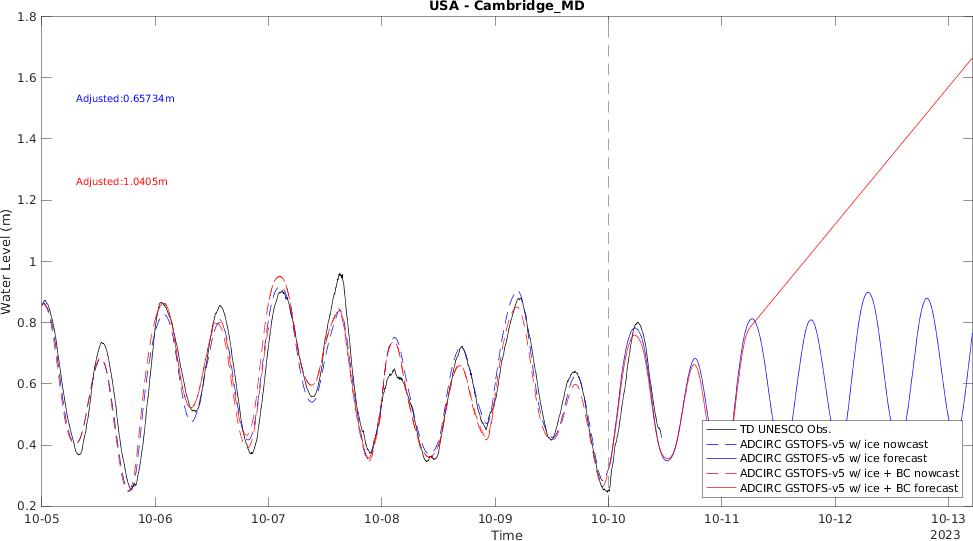 USA - Cambridge_MD
1.8
1.6
1.4
1.2
1
0.8
0.6
0.4
0.2
Water Level (m)
Adjusted:0.65734m
Adjusted:1.0405m
TD UNESCO Obs.
ADCIRC GSTOFS-v5 w/ ice nowcast
ADCIRC GSTOFS-v5 w/ ice forecast
ADCIRC GSTOFS-v5 w/ ice + BC nowcast
ADCIRC GSTOFS-v5 w/ ice + BC forecast
10-05 10-06 10-07 10-08 10-09 10-10 10-11 10-12 10-13
Time 2023